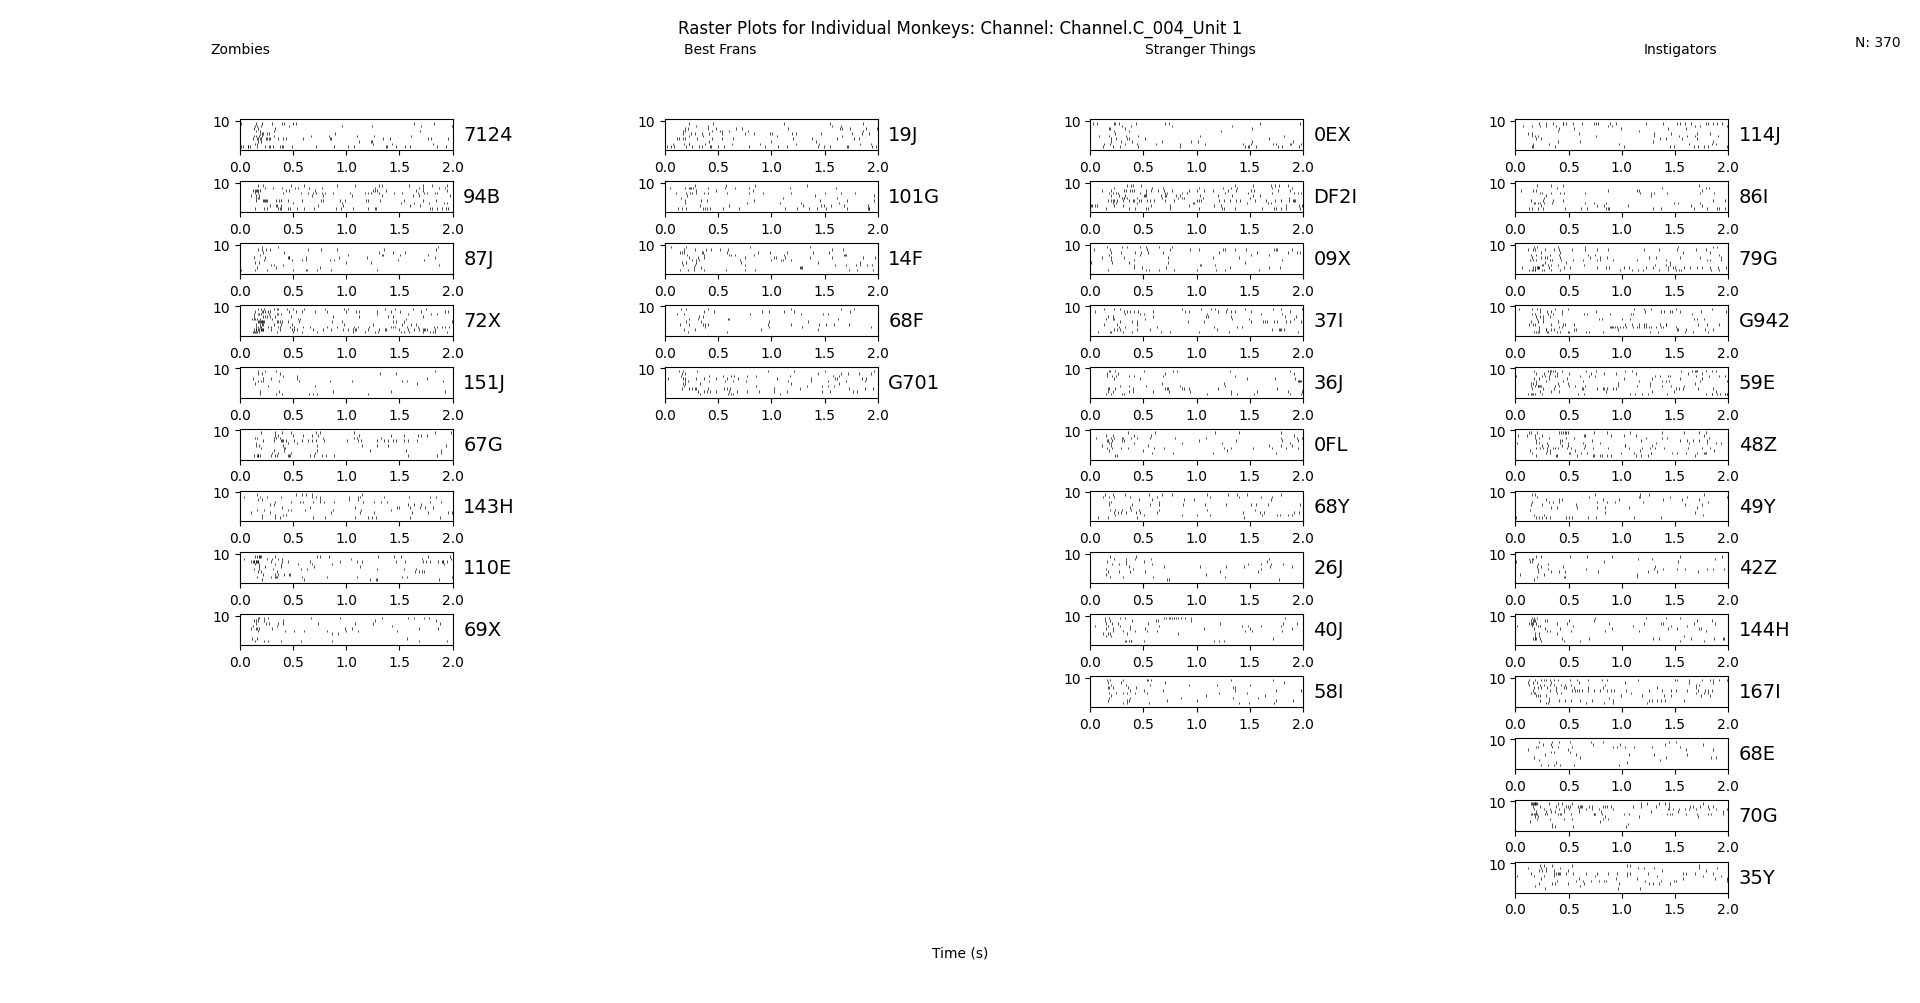 Raster Plots for Individual Monkeys: Channel: Channel.C_004_Unit 1
Zombies Best Frans Stranger Things Instigators N: 370
10 7124 10 19J 10 0EX 10 114J
0.0 0.5 1.0 1.5 2.0 0.0 0.5 1.0 1.5 2.0 0.0 0.5 1.0 1.5 2.0 0.0 0.5 1.0 1.5 2.0
10 94B 10 101G 10 DF2I 10 86I
0.0 0.5 1.0 1.5 2.0 0.0 0.5 1.0 1.5 2.0 0.0 0.5 1.0 1.5 2.0 0.0 0.5 1.0 1.5 2.0
10 87J 10 14F 10 09X 10 79G
0.0 0.5 1.0 1.5 2.0 0.0 0.5 1.0 1.5 2.0 0.0 0.5 1.0 1.5 2.0 0.0 0.5 1.0 1.5 2.0
10 72X 10 68F 10 37I 10 G942
0.0 0.5 1.0 1.5 2.0 0.0 0.5 1.0 1.5 2.0 0.0 0.5 1.0 1.5 2.0 0.0 0.5 1.0 1.5 2.0
10 151J 10 G701 10 36J 10 59E
0.0 0.5 1.0 1.5 2.0 0.0 0.5 1.0 1.5 2.0 0.0 0.5 1.0 1.5 2.0 0.0 0.5 1.0 1.5 2.0
10 67G 10 0FL 10 48Z
0.0 0.5 1.0 1.5 2.0 0.0 0.5 1.0 1.5 2.0 0.0 0.5 1.0 1.5 2.0
10 143H 10 68Y 10 49Y
0.0 0.5 1.0 1.5 2.0 0.0 0.5 1.0 1.5 2.0 0.0 0.5 1.0 1.5 2.0
10 110E 10 26J 10 42Z
0.0 0.5 1.0 1.5 2.0 0.0 0.5 1.0 1.5 2.0 0.0 0.5 1.0 1.5 2.0
10 69X 10 40J 10 144H
0.0 0.5 1.0 1.5 2.0 0.0 0.5 1.0 1.5 2.0 0.0 0.5 1.0 1.5 2.0
10 58I 10 167I
0.0 0.5 1.0 1.5 2.0 0.0 0.5 1.0 1.5 2.0
10 68E
0.0 0.5 1.0 1.5 2.0
10 70G
0.0 0.5 1.0 1.5 2.0
10 35Y
0.0 0.5 1.0 1.5 2.0
Time (s)